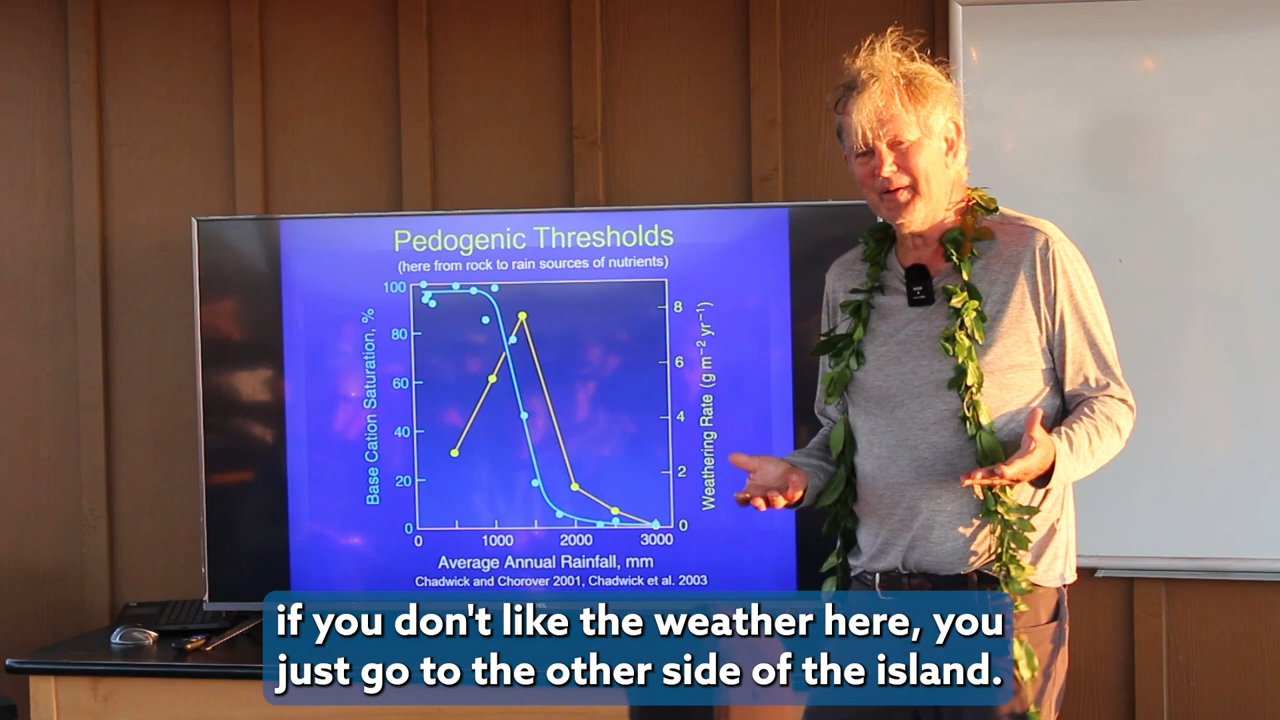 Pedogenic Thresholds
(here from rock to rain sources of nutrients)
Base Cation Saturation, %
100
80
60
40
20
0
Weathering Rate (g m⁻² yr⁻¹)
8
6
4
2
0
0 1000 2000 3000
Average Annual Rainfall, mm
Chadwick and Chorover 2001, Chadwick et al. 2003
if you don't like the weather here, you
just go to the other side of the island.